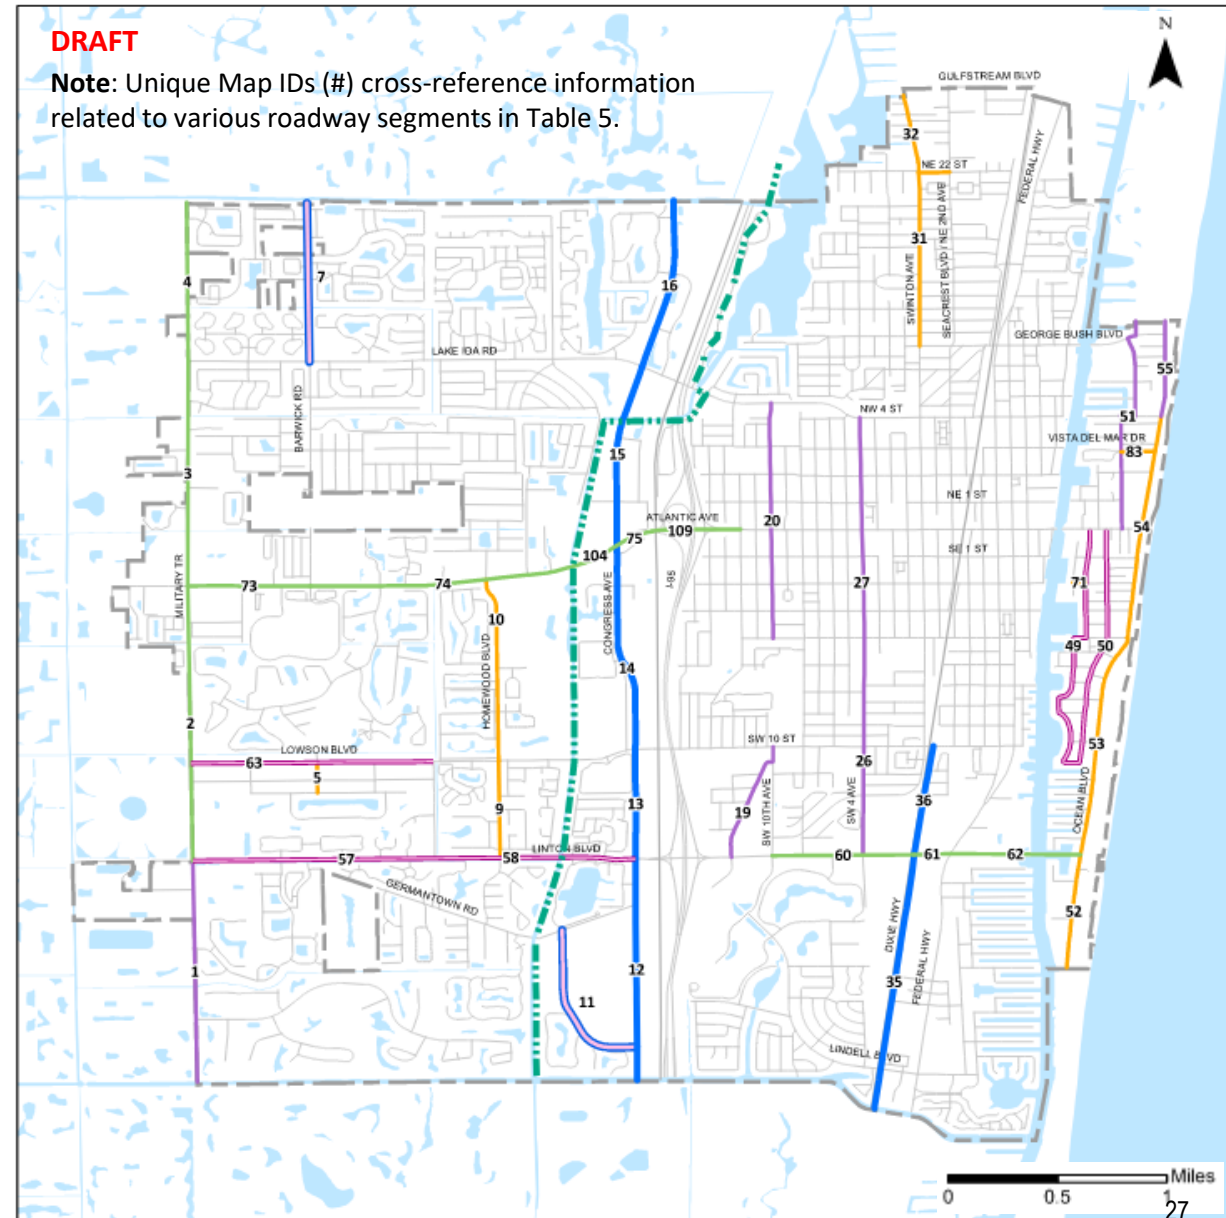 DRAFT
Note: Unique Map IDs (#) cross-reference information
related to various roadway segments in Table 5.
N
GULFSTREAM BLVD
32
FEDERAL HWY
NE 22 ST
SEACREST BLVD / NE 2ND AVE
31
SWINTON AVE
4
7
16
GEORGE BUSH BLVD
LAKE IDA RD
55
BARWICK RD
NW 4 ST
51
VISTA DEL MAR DR
83
15
3
NE 1 ST
ATLANTIC AVE
20
109
75
54
SE 1 ST
104
MILITARY TR
73
74
I-95
27
71
CONGRESS AVE
10
HOMEWOOD BLVD
49
50
14
2
SW 10 ST
53
LOWSON BLVD
63
5
26
OCEAN BLVD
36
13
9
19
SW 10TH AVE
SW 4 AVE
LINTON BLVD
57
58
60
61
62
GERMANTOWN RD
52
DIXIE HWY
FEDERAL HWY
1
12
35
11
LINDELL BLVD
Miles
0
0.5
1
27